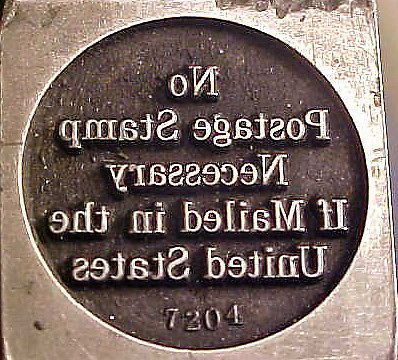 No
Postage Stamp
Necessary
If Mailed in the
United States
7204